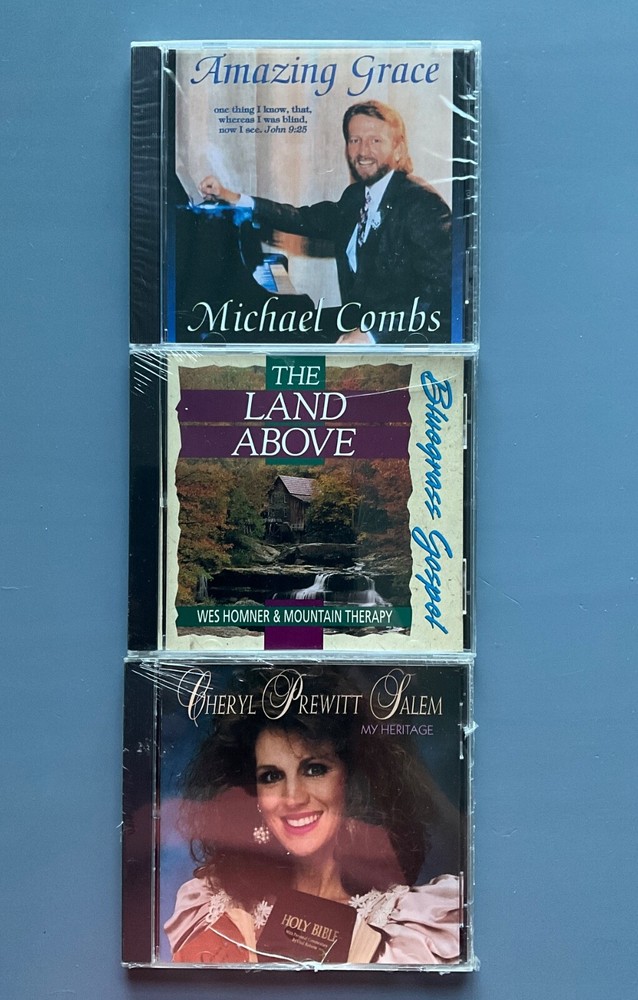 Amazing Grace
one thing I know, that,
whereas I was blind,
now I see. John 9:25
Michael Combs
THE
LAND
ABOVE
Bluegrass Gospel
WES HOMNER & MOUNTAIN THERAPY
CHERYL PREWITT SALEM
MY HERITAGE
HOLY BIBLE